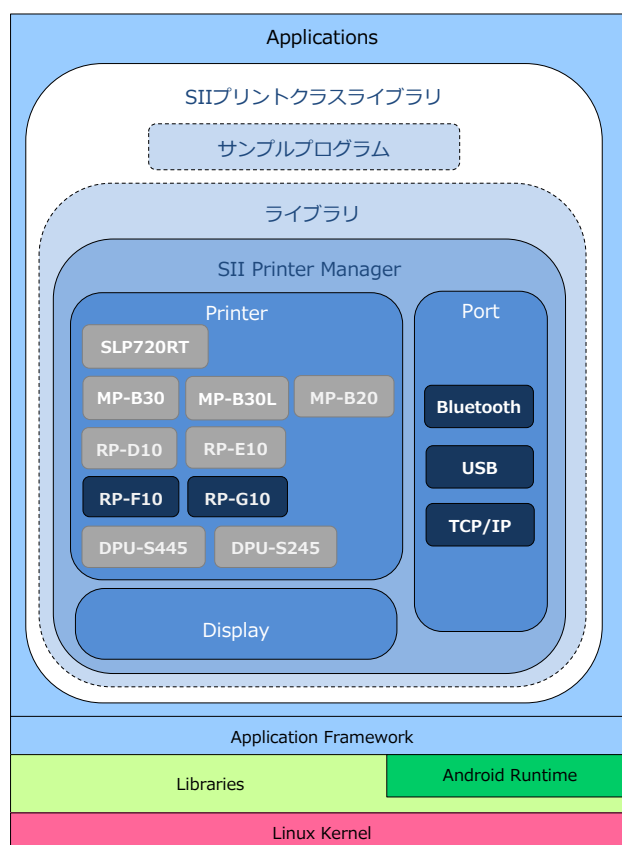 Applications
SIIプリントクラスライブラリ
サンプルプログラム
ライブラリ
SII Printer Manager
Printer
SLP720RT
MP-B30 MP-B30L MP-B20
RP-D10 RP-E10
RP-F10 RP-G10
DPU-S445 DPU-S245
Port
Bluetooth
USB
TCP/IP
Display
Application Framework
Libraries
Android Runtime
Linux Kernel